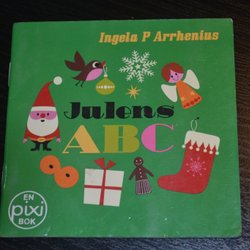 Ingela P Arrhenius
Julens
ABC
EN
pixi
BOK